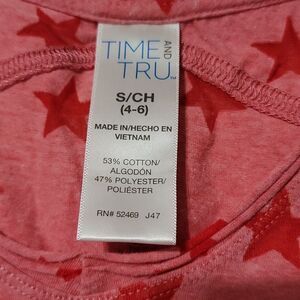 TIME AND
TRU™
S/CH
(4-6)
MADE IN/HECHO EN
VIETNAM
53% COTTON/
ALGODÓN
47% POLYESTER/
POLIÉSTER
RN# 52469 J47